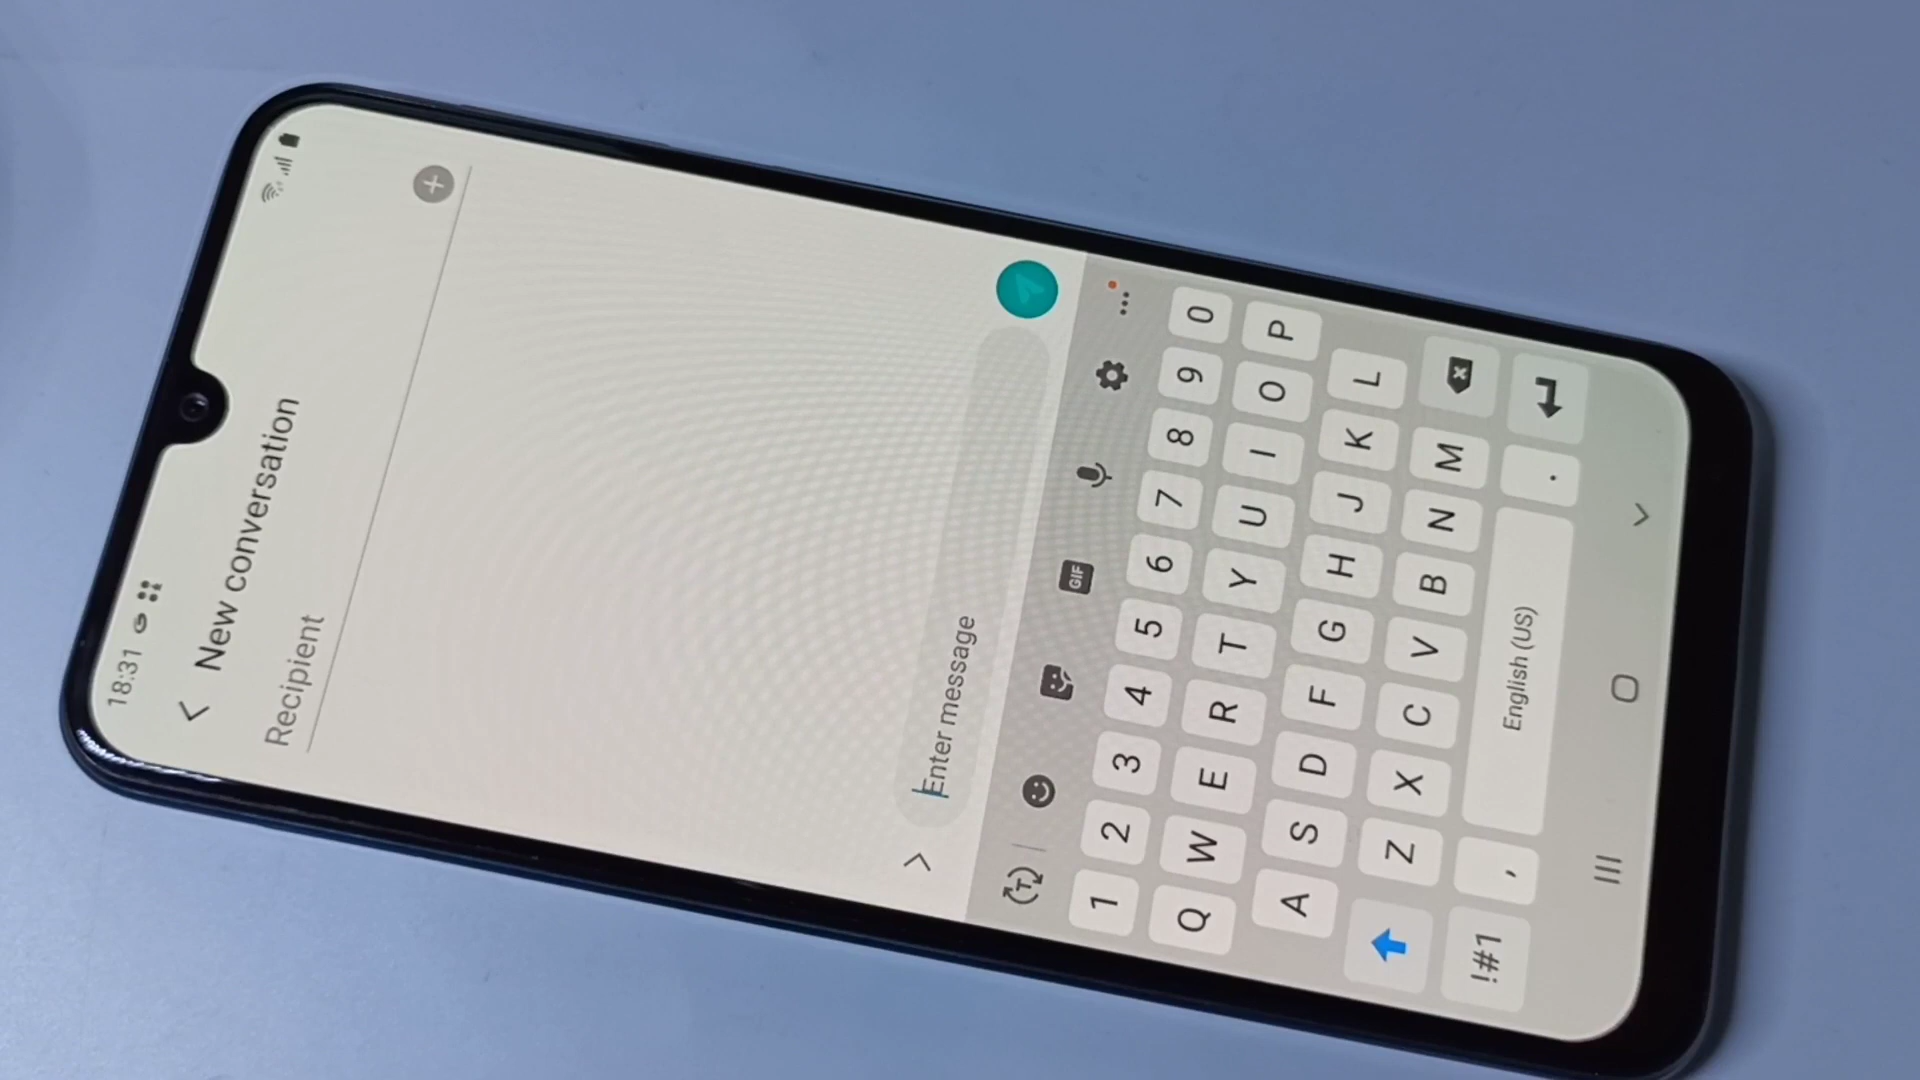 18:31 G
New conversation
Recipient
Enter message
T GIF
1 2 3 4 5 6 7 8 9 0
Q W E R T Y U I O P
A S D F G H J K L
Z X C V B N M
!#1 , English (US) .